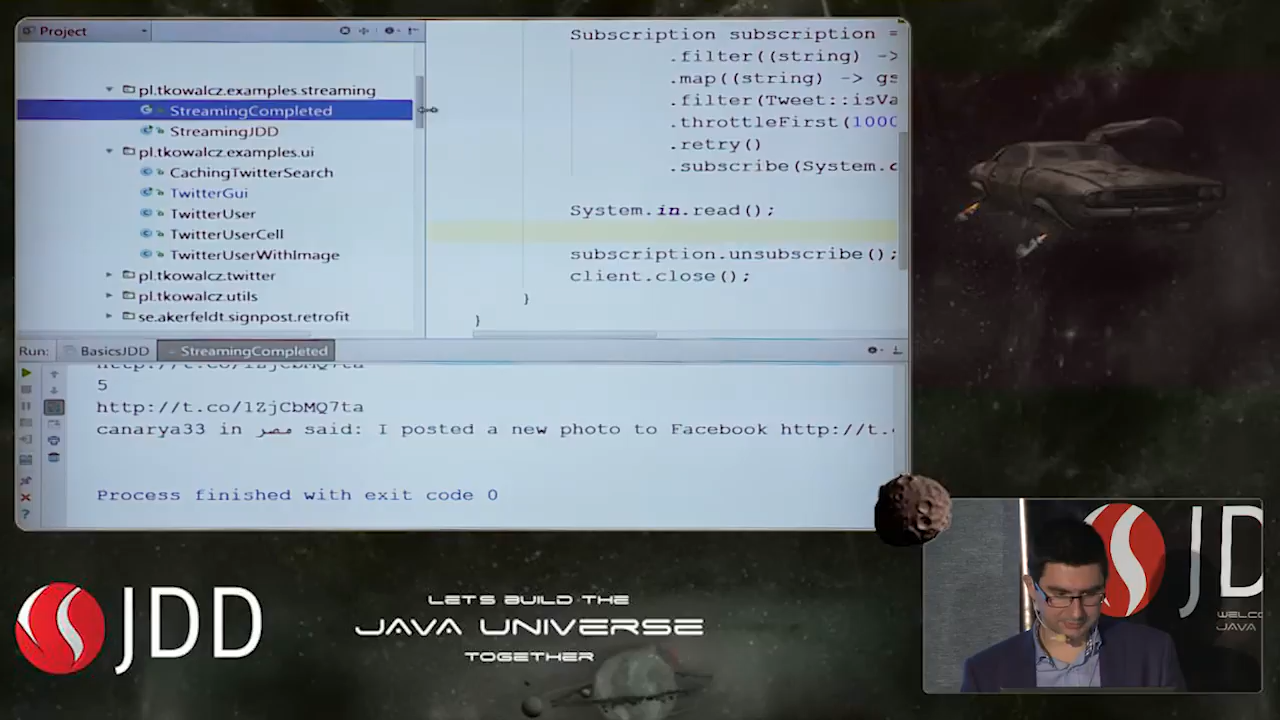 Project
pl.tkowalcz.examples.streaming
StreamingCompleted
StreamingJDD
pl.tkowalcz.examples.ui
CachingTwitterSearch
TwitterGui
TwitterUser
TwitterUserCell
TwitterUserWithImage
pl.tkowalcz.twitter
pl.tkowalcz.utils
se.akerfeldt.signpost.retrofit
Subscription subscription =
.filter((string) ->
.map((string) -> gs
.filter(Tweet::isVa
.throttleFirst(1000
.retry()
.subscribe(System.
System.in.read();
subscription.unsubscribe();
client.close();
}
}
Run: BasicsJDD StreamingCompleted
5
http://t.co/lZjCbMQ7ta
canarya33 in مصر said: I posted a new photo to Facebook http://t.
Process finished with exit code 0
JDD
LETS BUILD THE
JAVA UNIVERSE
TOGETHER
JD
JAVA